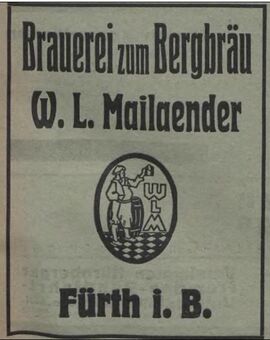 Brauerei zum Bergbräu
W. L. Mailaender
WLM
Fürth i. B.